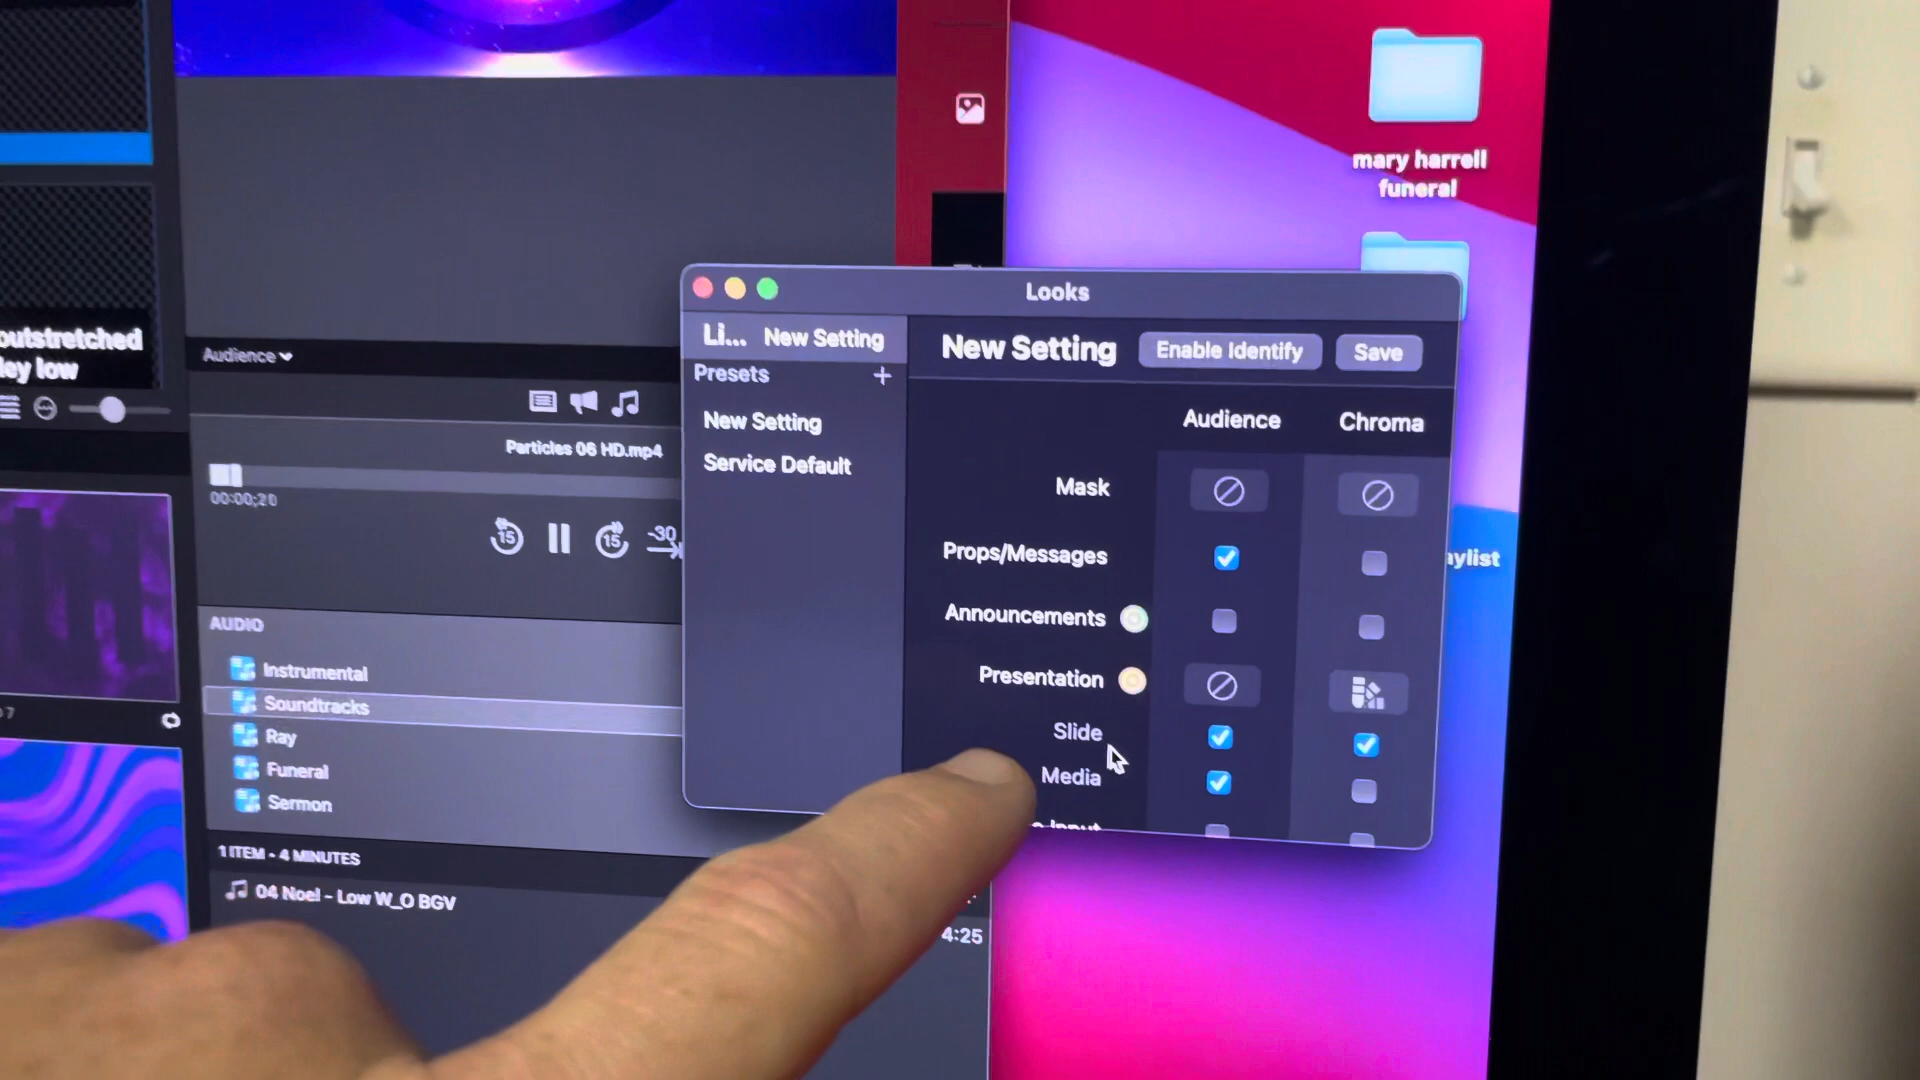 mary harrell
funeral
outstretched
ley low
Audience
Particles 06 HD.mp4
00:00;20
15
15
-30
AUDIO
Instrumental
Soundtracks
Ray
Funeral
Sermon
1 ITEM - 4 MINUTES
04 Noel - Low W_O BGV
4:25
Looks
Li... New Setting
Presets +
New Setting
Service Default
New Setting Enable Identify Save
Audience Chroma
Mask
Props/Messages
Announcements
Presentation
Slide
Media
Input
aylist
7